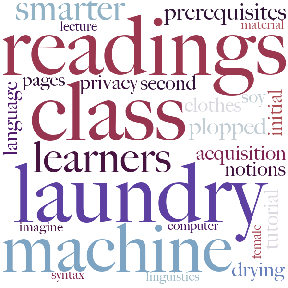 smarter
prerequisites
lecture
material
readings
pages
privacy
second
language
clothes
soy
initial
class
plopped
learners
acquisition
notions
laundry
tutorial
imagine
computer
female
machine
drying
syntax
linguistics